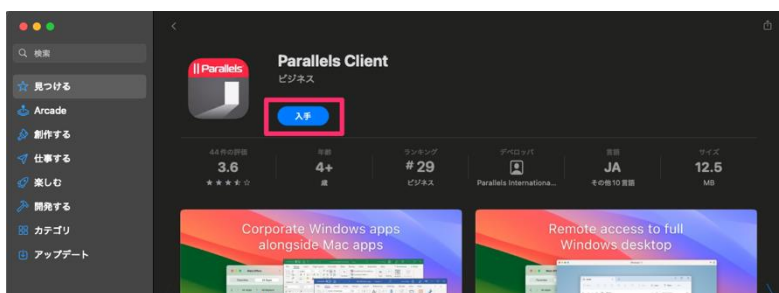 検索
見つける
Arcade
創作する
仕事する
楽しむ
開発する
カテゴリ
アップデート
|| Parallels
Parallels Client
ビジネス
入手
44件の評価
3.6
年齢
4+
歳
ランキング
#29
ビジネス
デベロッパ
Parallels Internationa...
言語
JA
その他10言語
サイズ
12.5
MB
Corporate Windows apps
alongside Mac apps
Remote access to full
Windows desktop